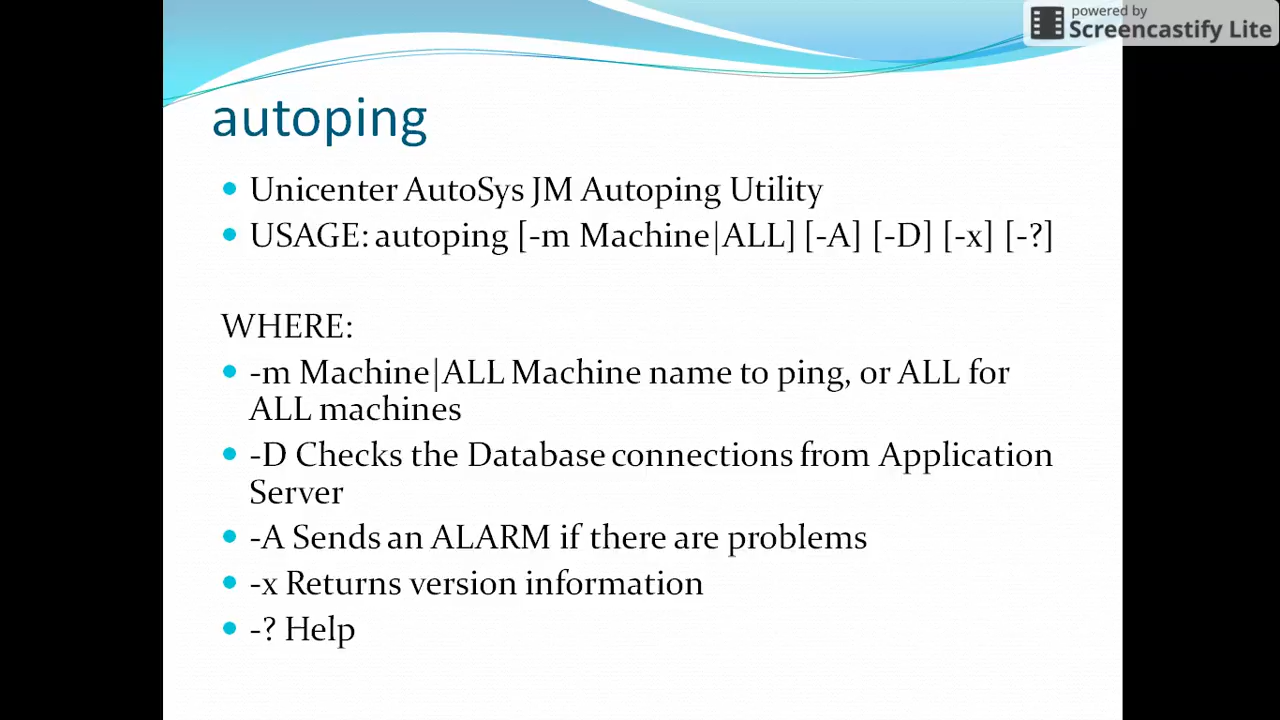 powered by
Screencastify Lite
autoping
Unicenter AutoSys JM Autoping Utility
USAGE: autoping [-m Machine|ALL] [-A] [-D] [-x] [-?]
WHERE:
-m Machine|ALL Machine name to ping, or ALL for
ALL machines
-D Checks the Database connections from Application
Server
-A Sends an ALARM if there are problems
-x Returns version information
-? Help